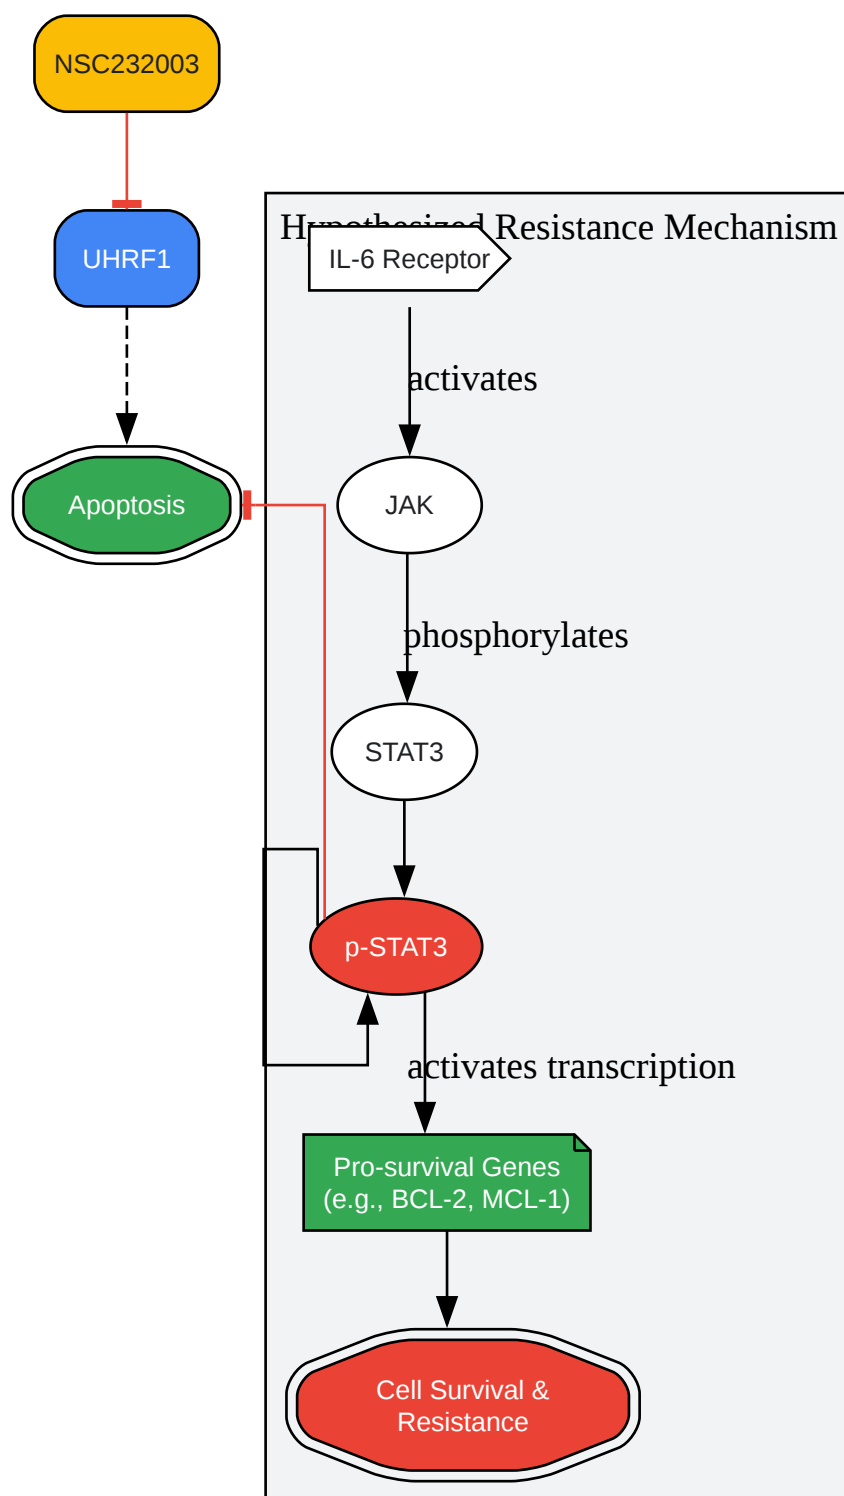 NSC232003
UHRF1
Hypothesized Resistance Mechanism
IL-6 Receptor
activates
Apoptosis
JAK
phosphorylates
STAT3
p-STAT3
activates transcription
Pro-survival Genes
(e.g., BCL-2, MCL-1)
Cell Survival &
Resistance